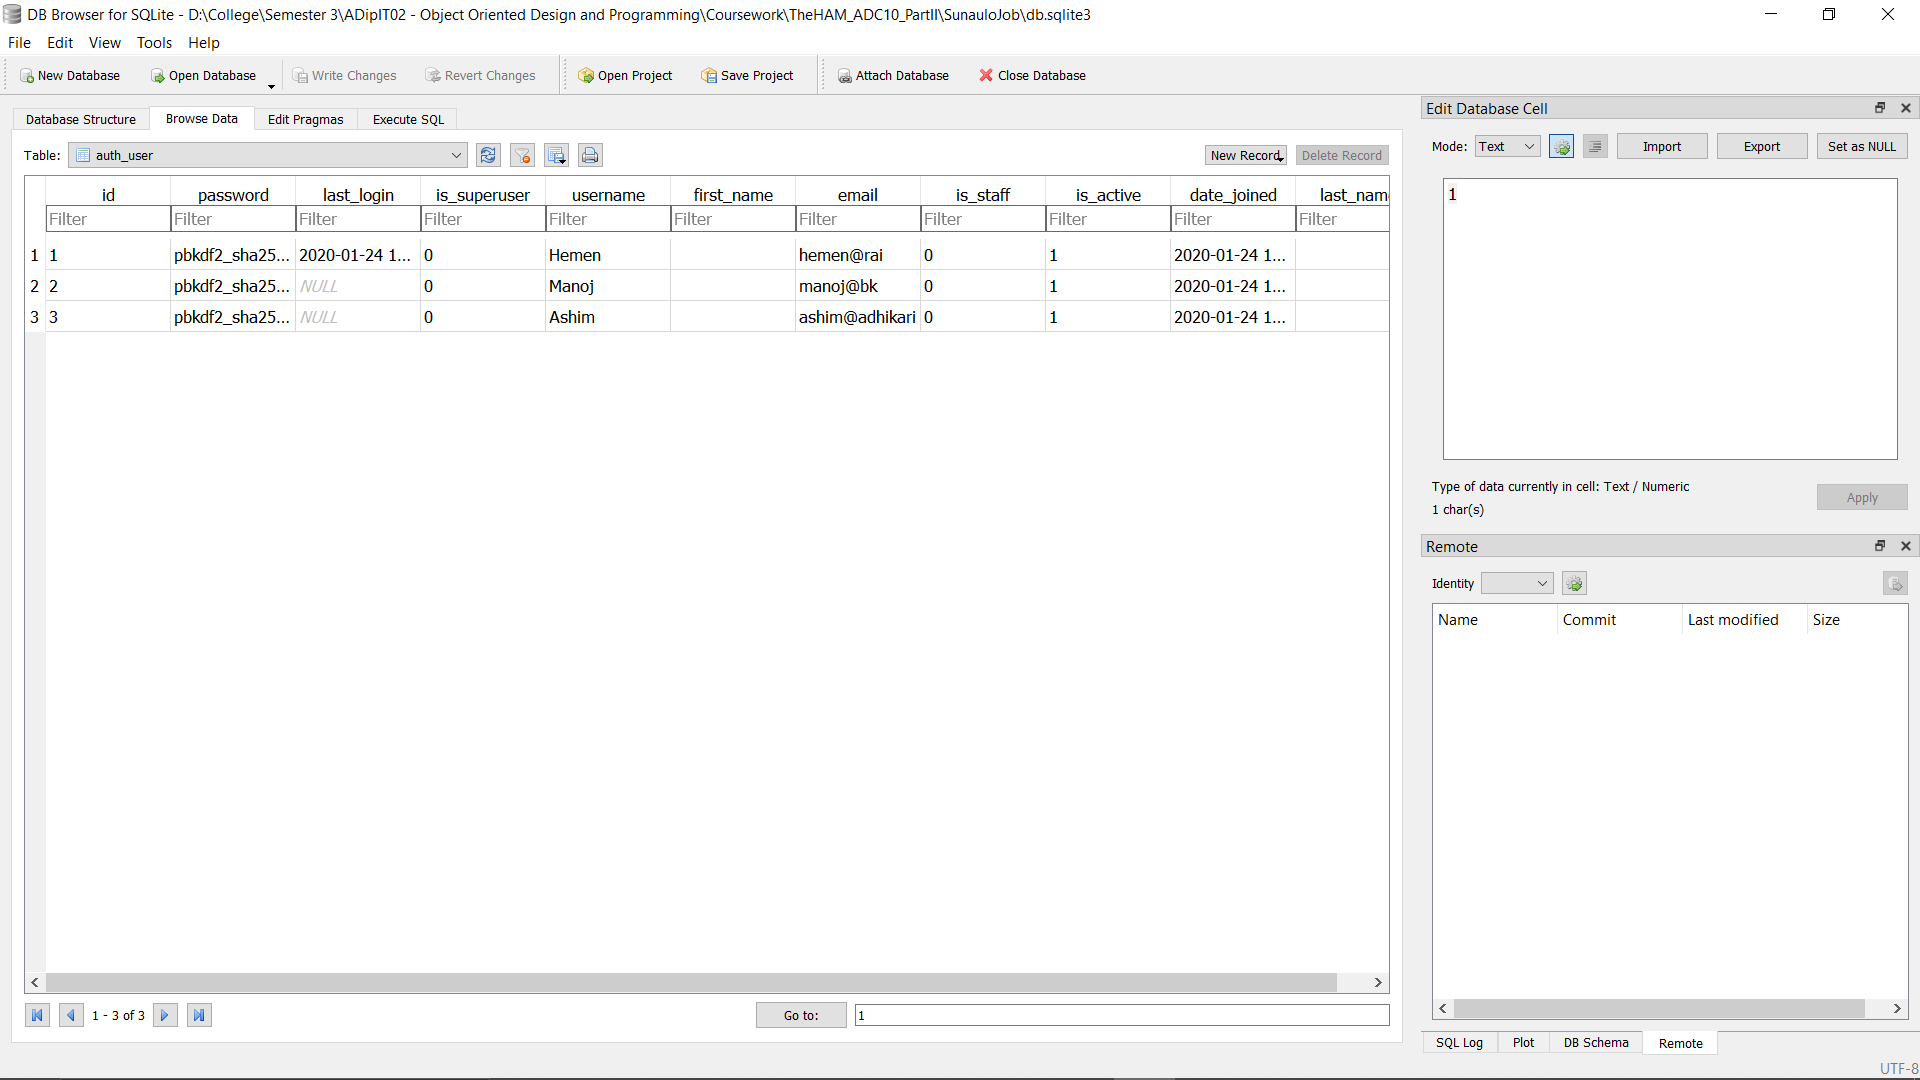 DB Browser for SQLite - D:\College\Semester 3\ADipIT02 - Object Oriented Design and Programming\Coursework\TheHAM_ADC10_PartII\SunauloJob\db.sqlite3
File Edit View Tools Help
New Database Open Database Write Changes Revert Changes Open Project Save Project Attach Database Close Database
Database Structure Browse Data Edit Pragmas Execute SQL
Table: auth_user New Record Delete Record
id password last_login is_superuser username first_name email is_staff is_active date_joined last_nam
Filter Filter Filter Filter Filter Filter Filter Filter Filter Filter Filter
1 1 pbkdf2_sha25... 2020-01-24 1... 0 Hemen hemen@rai 0 1 2020-01-24 1...
2 2 pbkdf2_sha25... NULL 0 Manoj manoj@bk 0 1 2020-01-24 1...
3 3 pbkdf2_sha25... NULL 0 Ashim ashim@adhikari 0 1 2020-01-24 1...
1 - 3 of 3 Go to: 1
Edit Database Cell
Mode: Text Import Export Set as NULL
1
Type of data currently in cell: Text / Numeric
1 char(s)
Apply
Remote
Identity
Name Commit Last modified Size
SQL Log Plot DB Schema Remote
UTF-8